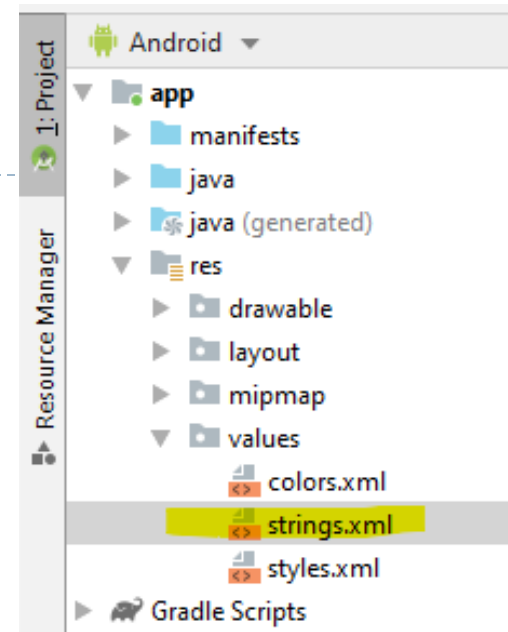 1: Project
Resource Manager
Android
app
manifests
java
java (generated)
res
drawable
layout
mipmap
values
colors.xml
strings.xml
styles.xml
Gradle Scripts